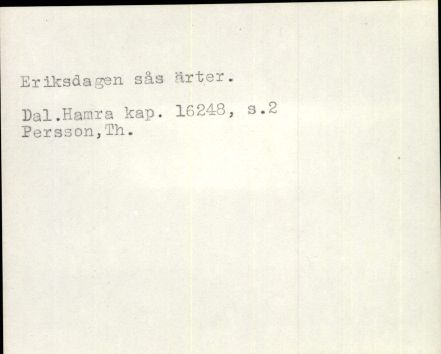 Eriksdagen sås ärter.
Dal.Hamra kap. 16248, s.2
Persson,Th.